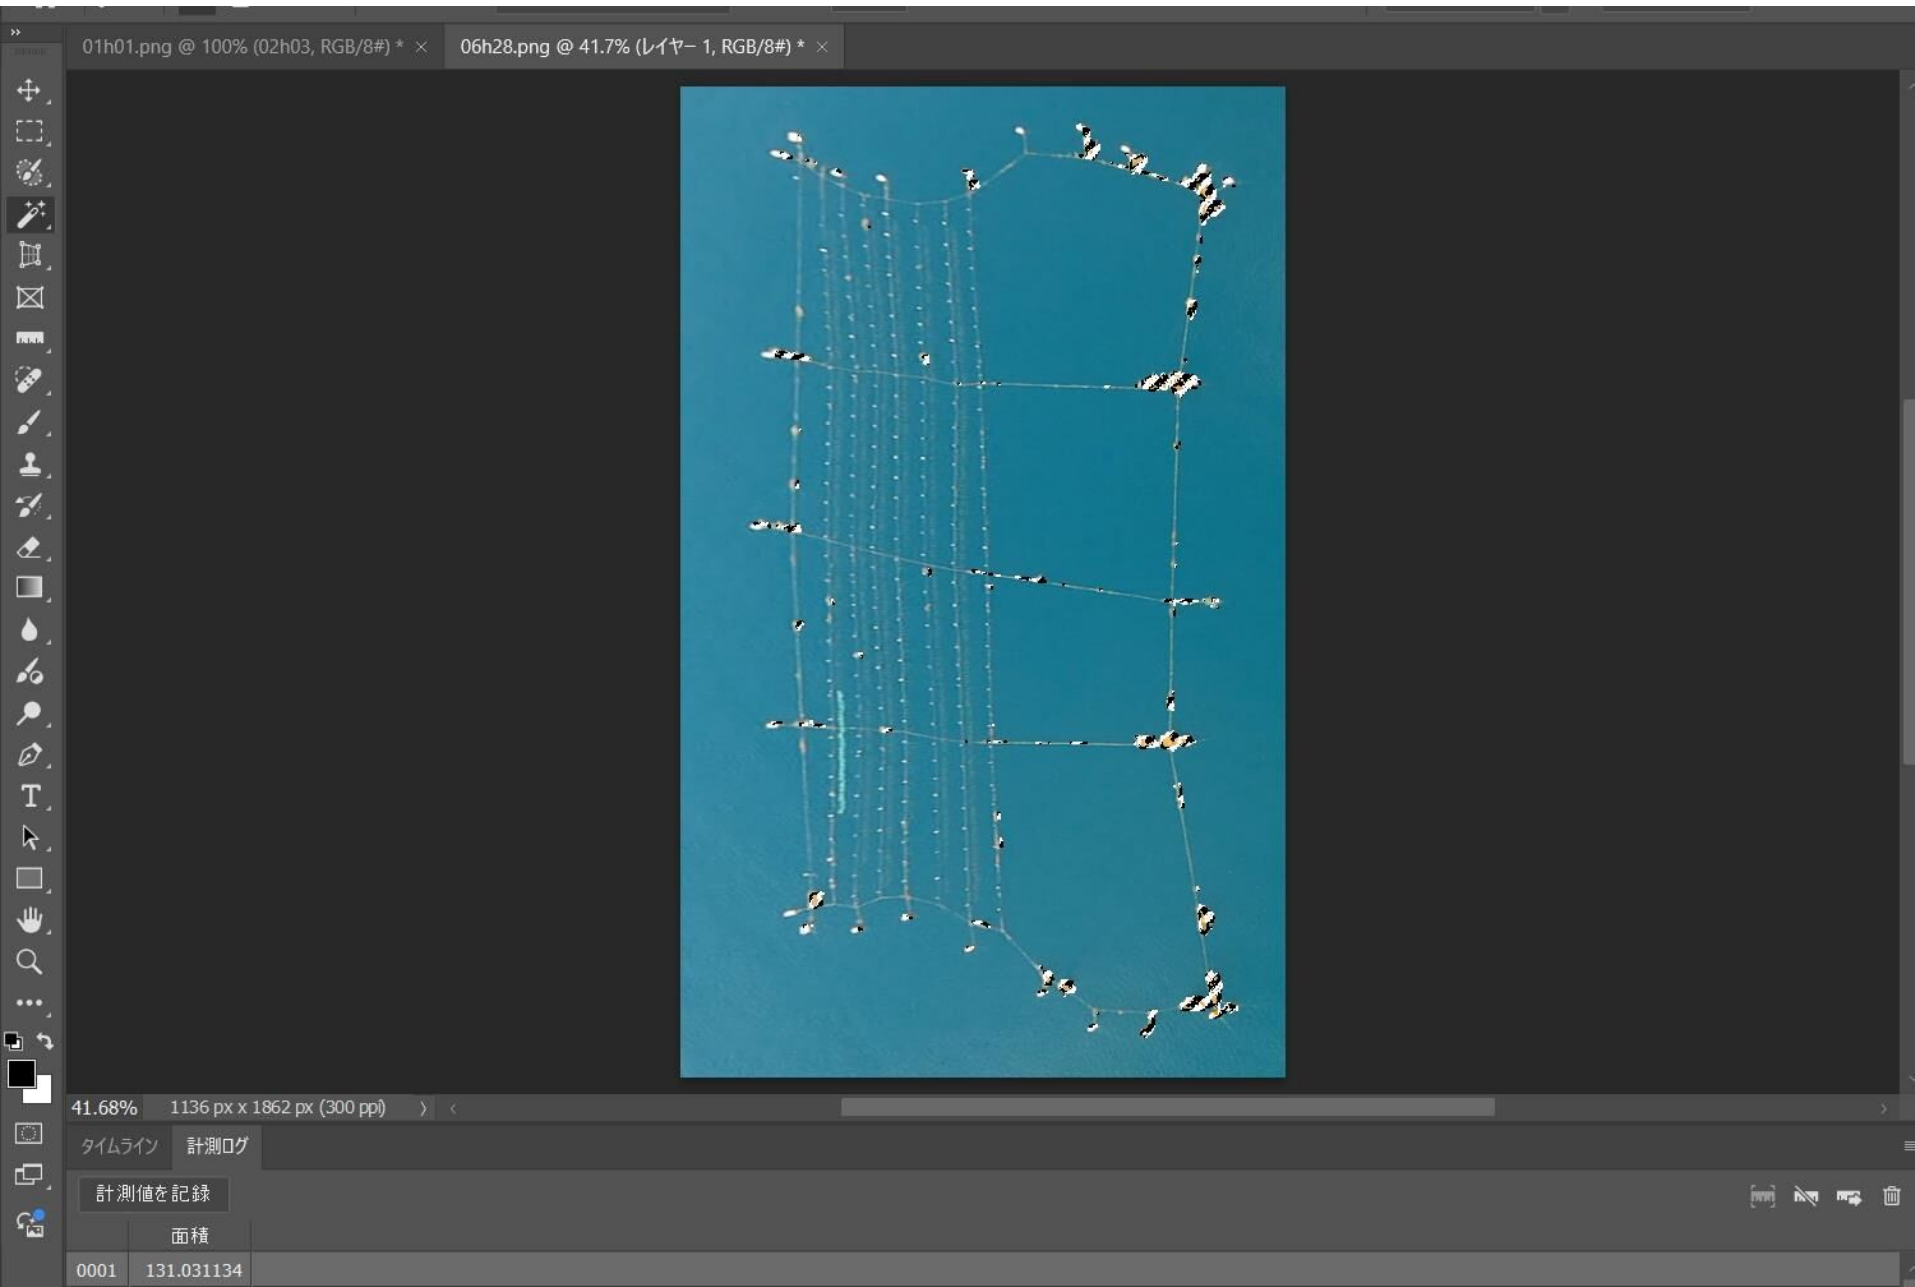 01h01.png @ 100% (02h03, RGB/8#) * ×
06h28.png @ 41.7% (レイヤー 1, RGB/8#) * ×
41.68%
1136 px x 1862 px (300 ppi)
タイムライン
計測ログ
計測値を記録
面積
0001
131.031134